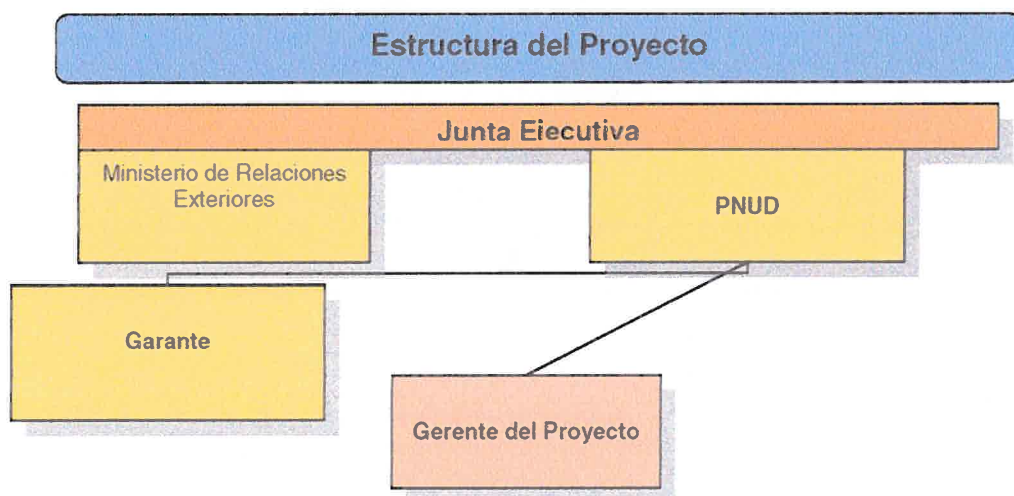 Estructura del Proyecto
Junta Ejecutiva
Ministerio de Relaciones
Exteriores
PNUD
Garante
Gerente del Proyecto